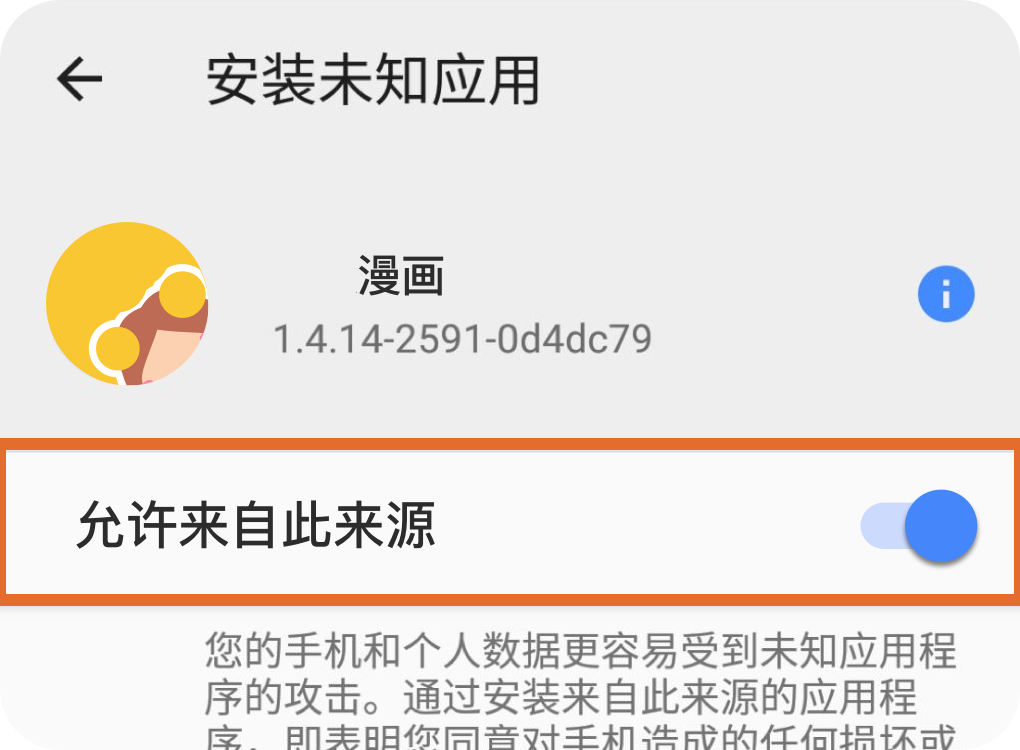 安装未知应用
漫画
1.4.14-2591-0d4dc79
允许来自此来源
您的手机和个人数据更容易受到未知应用程
序的攻击。通过安装来自此来源的应用程
序，即表明您同意对手机造成的任何损坏或